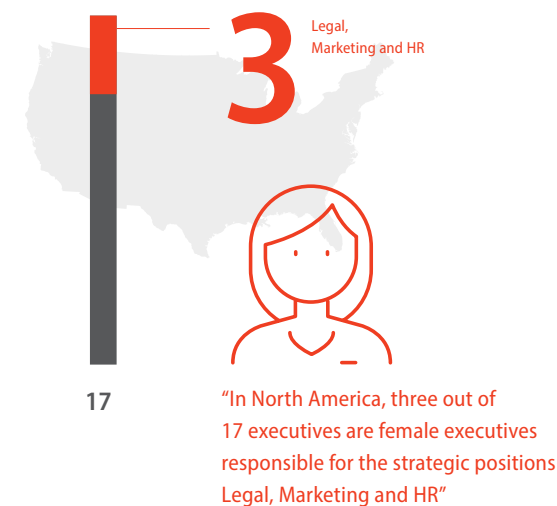 3
Legal,
Marketing and HR
17
“In North America, three out of
17 executives are female executives
responsible for the strategic positions
Legal, Marketing and HR”